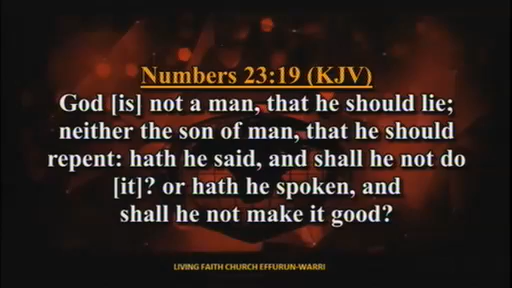 Numbers 23:19 (KJV)
God [is] not a man, that he should lie;
neither the son of man, that he should
repent: hath he said, and shall he not do
[it]? or hath he spoken, and
shall he not make it good?
LIVING FAITH CHURCH EFFURUN-WARRI